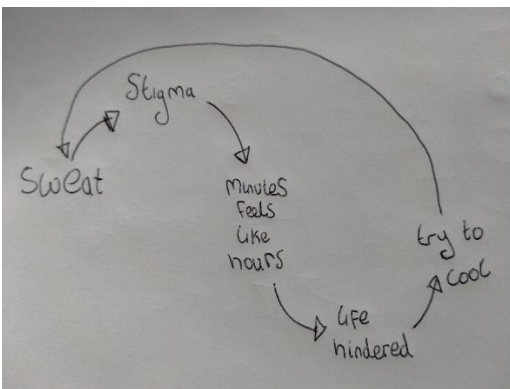 Stigma
Sweat
Minutes
Feels
Like
hours
Life
hindered
try to
cool